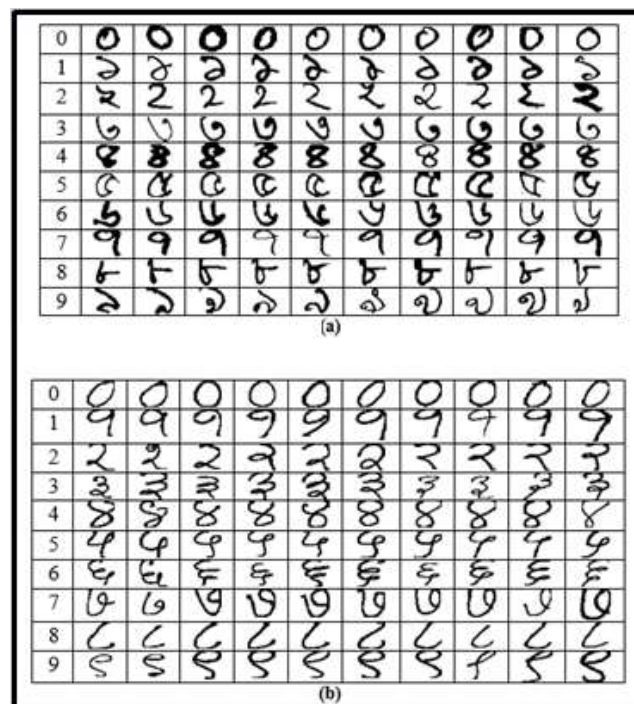 0 ০ ০ ০ ০ ০ ০ ০ ০ ০ ০
1 ১ ১ ১ ১ ১ ১ ১ ১ ১ ১
2 ২ ২ ২ ২ ২ ২ ২ ২ ২ ২
3 ৩ ৩ ৩ ৩ ৩ ৩ ৩ ৩ ৩ ৩
4 ৪ ৪ ৪ ৪ ৪ ৪ ৪ ৪ ৪ ৪
5 ৫ ৫ ৫ ৫ ৫ ৫ ৫ ৫ ৫ ৫
6 ৬ ৬ ৬ ৬ ৬ ৬ ৬ ৬ ৬ ৬
7 ৭ ৭ ৭ ৭ ৭ ৭ ৭ ৭ ৭ ৭
8 ৮ ৮ ৮ ৮ ৮ ৮ ৮ ৮ ৮ ৮
9 ৯ ৯ ৯ ৯ ৯ ৯ ৯ ৯ ৯ ৯
(a)
0 ० ० ० ० ० ० ० ० ० ०
1 १ १ १ १ १ १ १ १ १ १
2 २ २ २ २ २ २ २ २ २ २
3 ३ ३ ३ ३ ३ ३ ३ ३ ३ ३
4 ४ ४ ४ ४ ४ ४ ४ ४ ४ ४
5 ५ ५ ५ ५ ५ ५ ५ ५ ५ ५
6 ६ ६ ६ ६ ६ ६ ६ ६ ६ ६
7 ७ ७ ७ ७ ७ ७ ७ ७ ७ ७
8 ८ ८ ८ ८ ८ ८ ८ ८ ८ ८
9 ९ ९ ९ ९ ९ ९ ९ ९ ९ ९
(b)